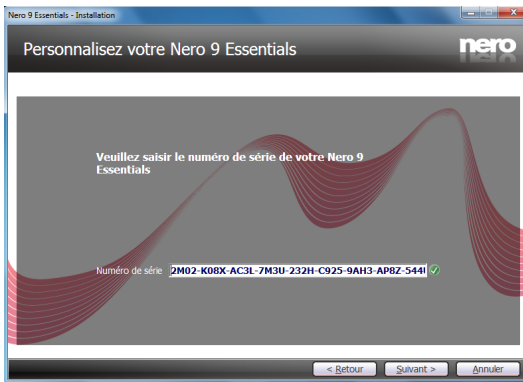 Nero 9 Essentials - Installation
Personnalisez votre Nero 9 Essentials
nero
Veuillez saisir le numéro de série de votre Nero 9
Essentials
Numéro de série 2M02-K08X-AC3L-7M3U-232H-C925-9AH3-AP8Z-544
< Retour
Suivant >
Annuler